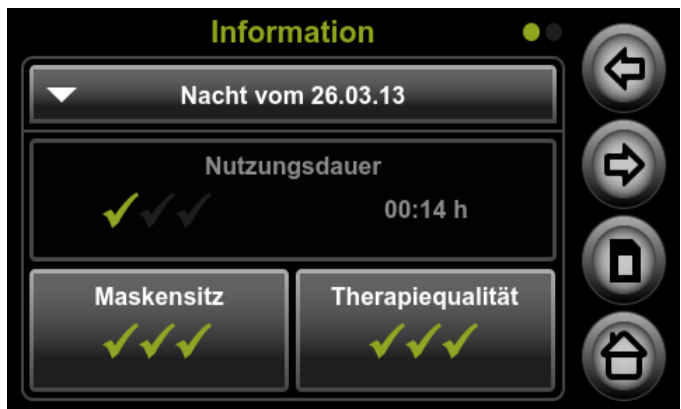 Information
Nacht vom 26.03.13
Nutzungsdauer
00:14 h
Maskensitz
Therapiequalität